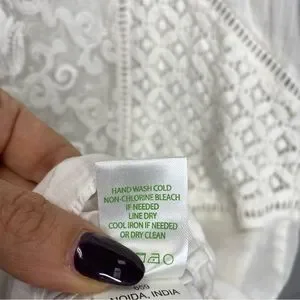 HAND WASH COLD
NON-CHLORINE BLEACH
IF NEEDED
LINE DRY
COOL IRON IF NEEDED
OR DRY CLEAN
NOIDA, INDIA